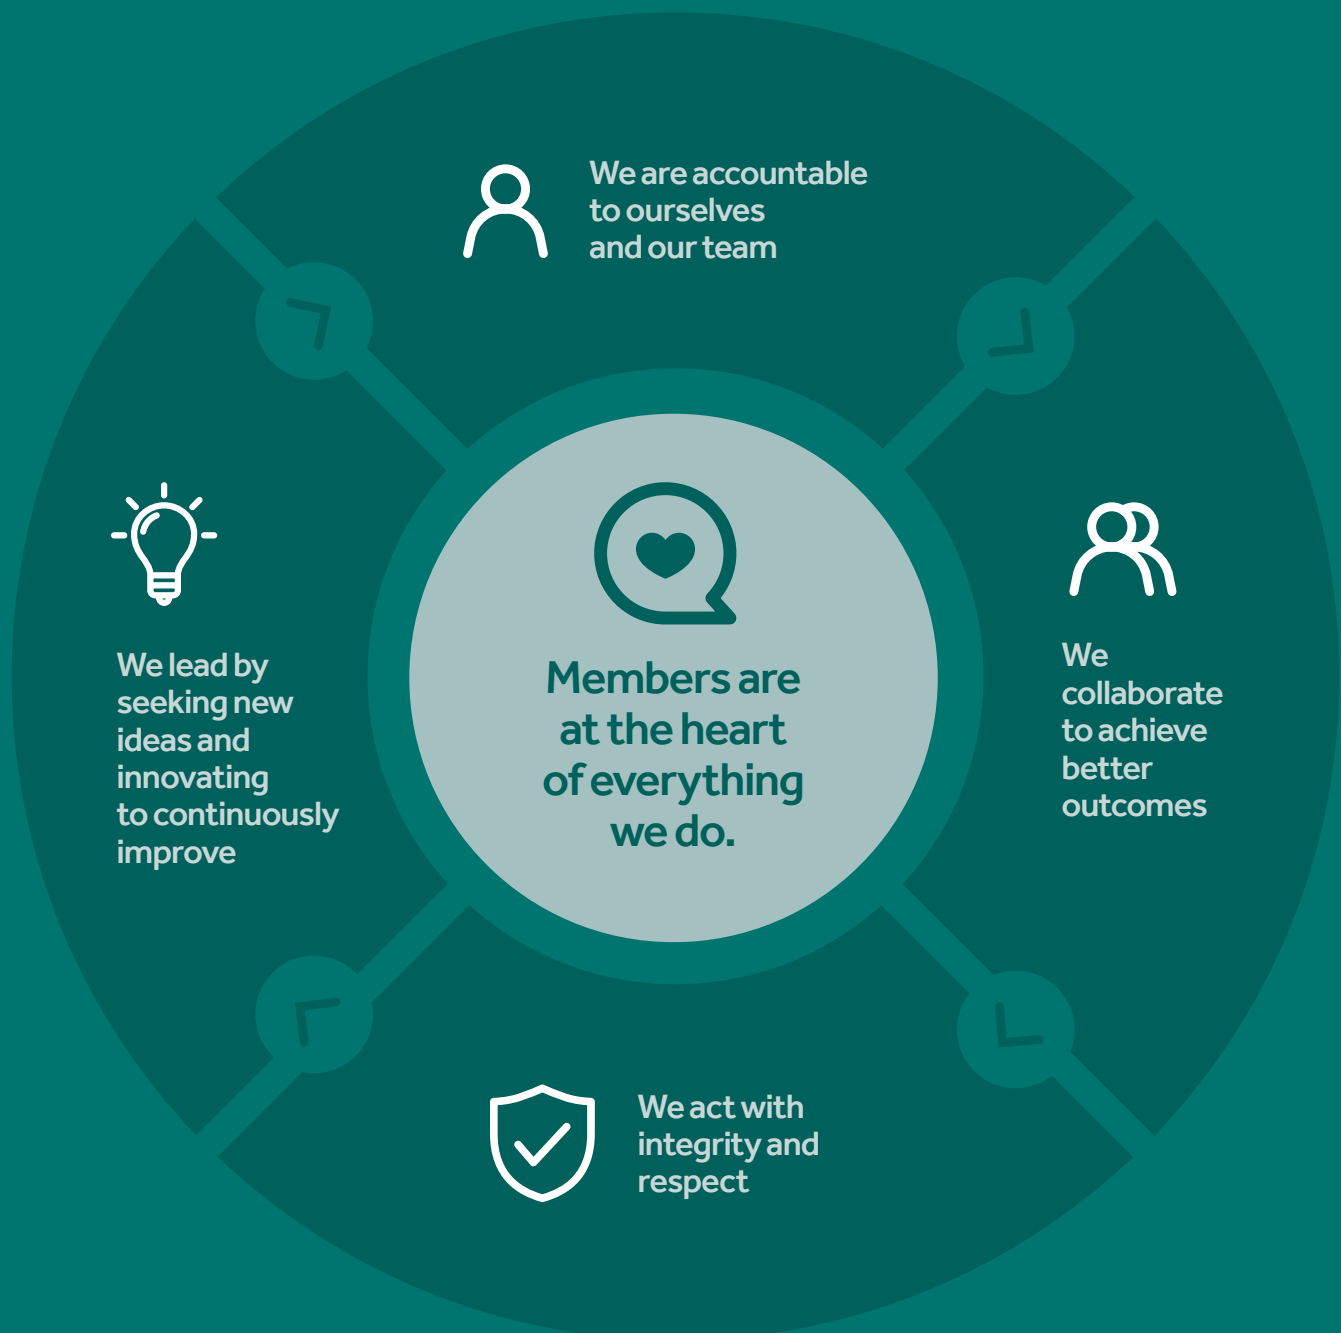 We are accountable
to ourselves
and our team
We lead by
seeking new
ideas and
innovating
to continuously
improve
Members are
at the heart
of everything
we do.
We
collaborate
to achieve
better
outcomes
We act with
integrity and
respect